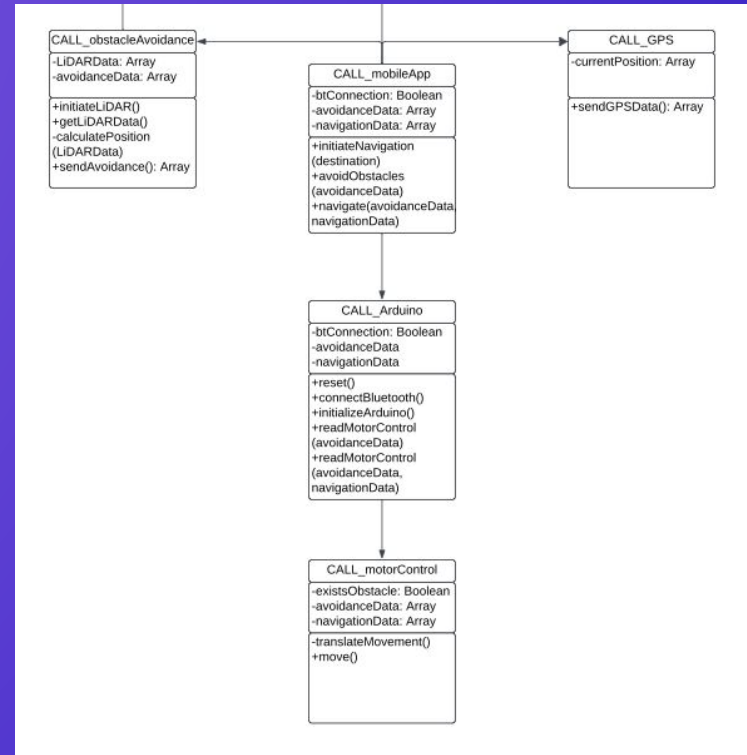 CALL_obstacleAvoidance
-LiDARData: Array
-avoidanceData: Array
+initiateLiDAR()
+getLiDARData()
-calculatePosition
(LiDARData)
+sendAvoidance(): Array
CALL_mobileApp
-btConnection: Boolean
-avoidanceData: Array
-navigationData: Array
+initiateNavigation
(destination)
+avoidObstacles
(avoidanceData)
+navigate(avoidanceData,
navigationData)
CALL_GPS
-currentPosition: Array
+sendGPSData(): Array
CALL_Arduino
-btConnection: Boolean
-avoidanceData
-navigationData
+reset()
+connectBluetooth()
+initializeArduino()
+readMotorControl
(avoidanceData)
+readMotorControl
(avoidanceData,
navigationData)
CALL_motorControl
-existsObstacle: Boolean
-avoidanceData: Array
-navigationData: Array
-translateMovement()
+move()